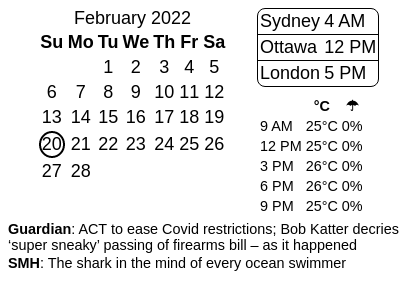 February 2022
Su Mo Tu We Th Fr Sa
1 2 3 4 5
6 7 8 9 10 11 12
13 14 15 16 17 18 19
20 21 22 23 24 25 26
27 28
Sydney 4 AM
Ottawa 12 PM
London 5 PM
°C ☂
9 AM 25°C 0%
12 PM 25°C 0%
3 PM 26°C 0%
6 PM 26°C 0%
9 PM 25°C 0%
Guardian: ACT to ease Covid restrictions; Bob Katter decries
‘super sneaky’ passing of firearms bill – as it happened
SMH: The shark in the mind of every ocean swimmer